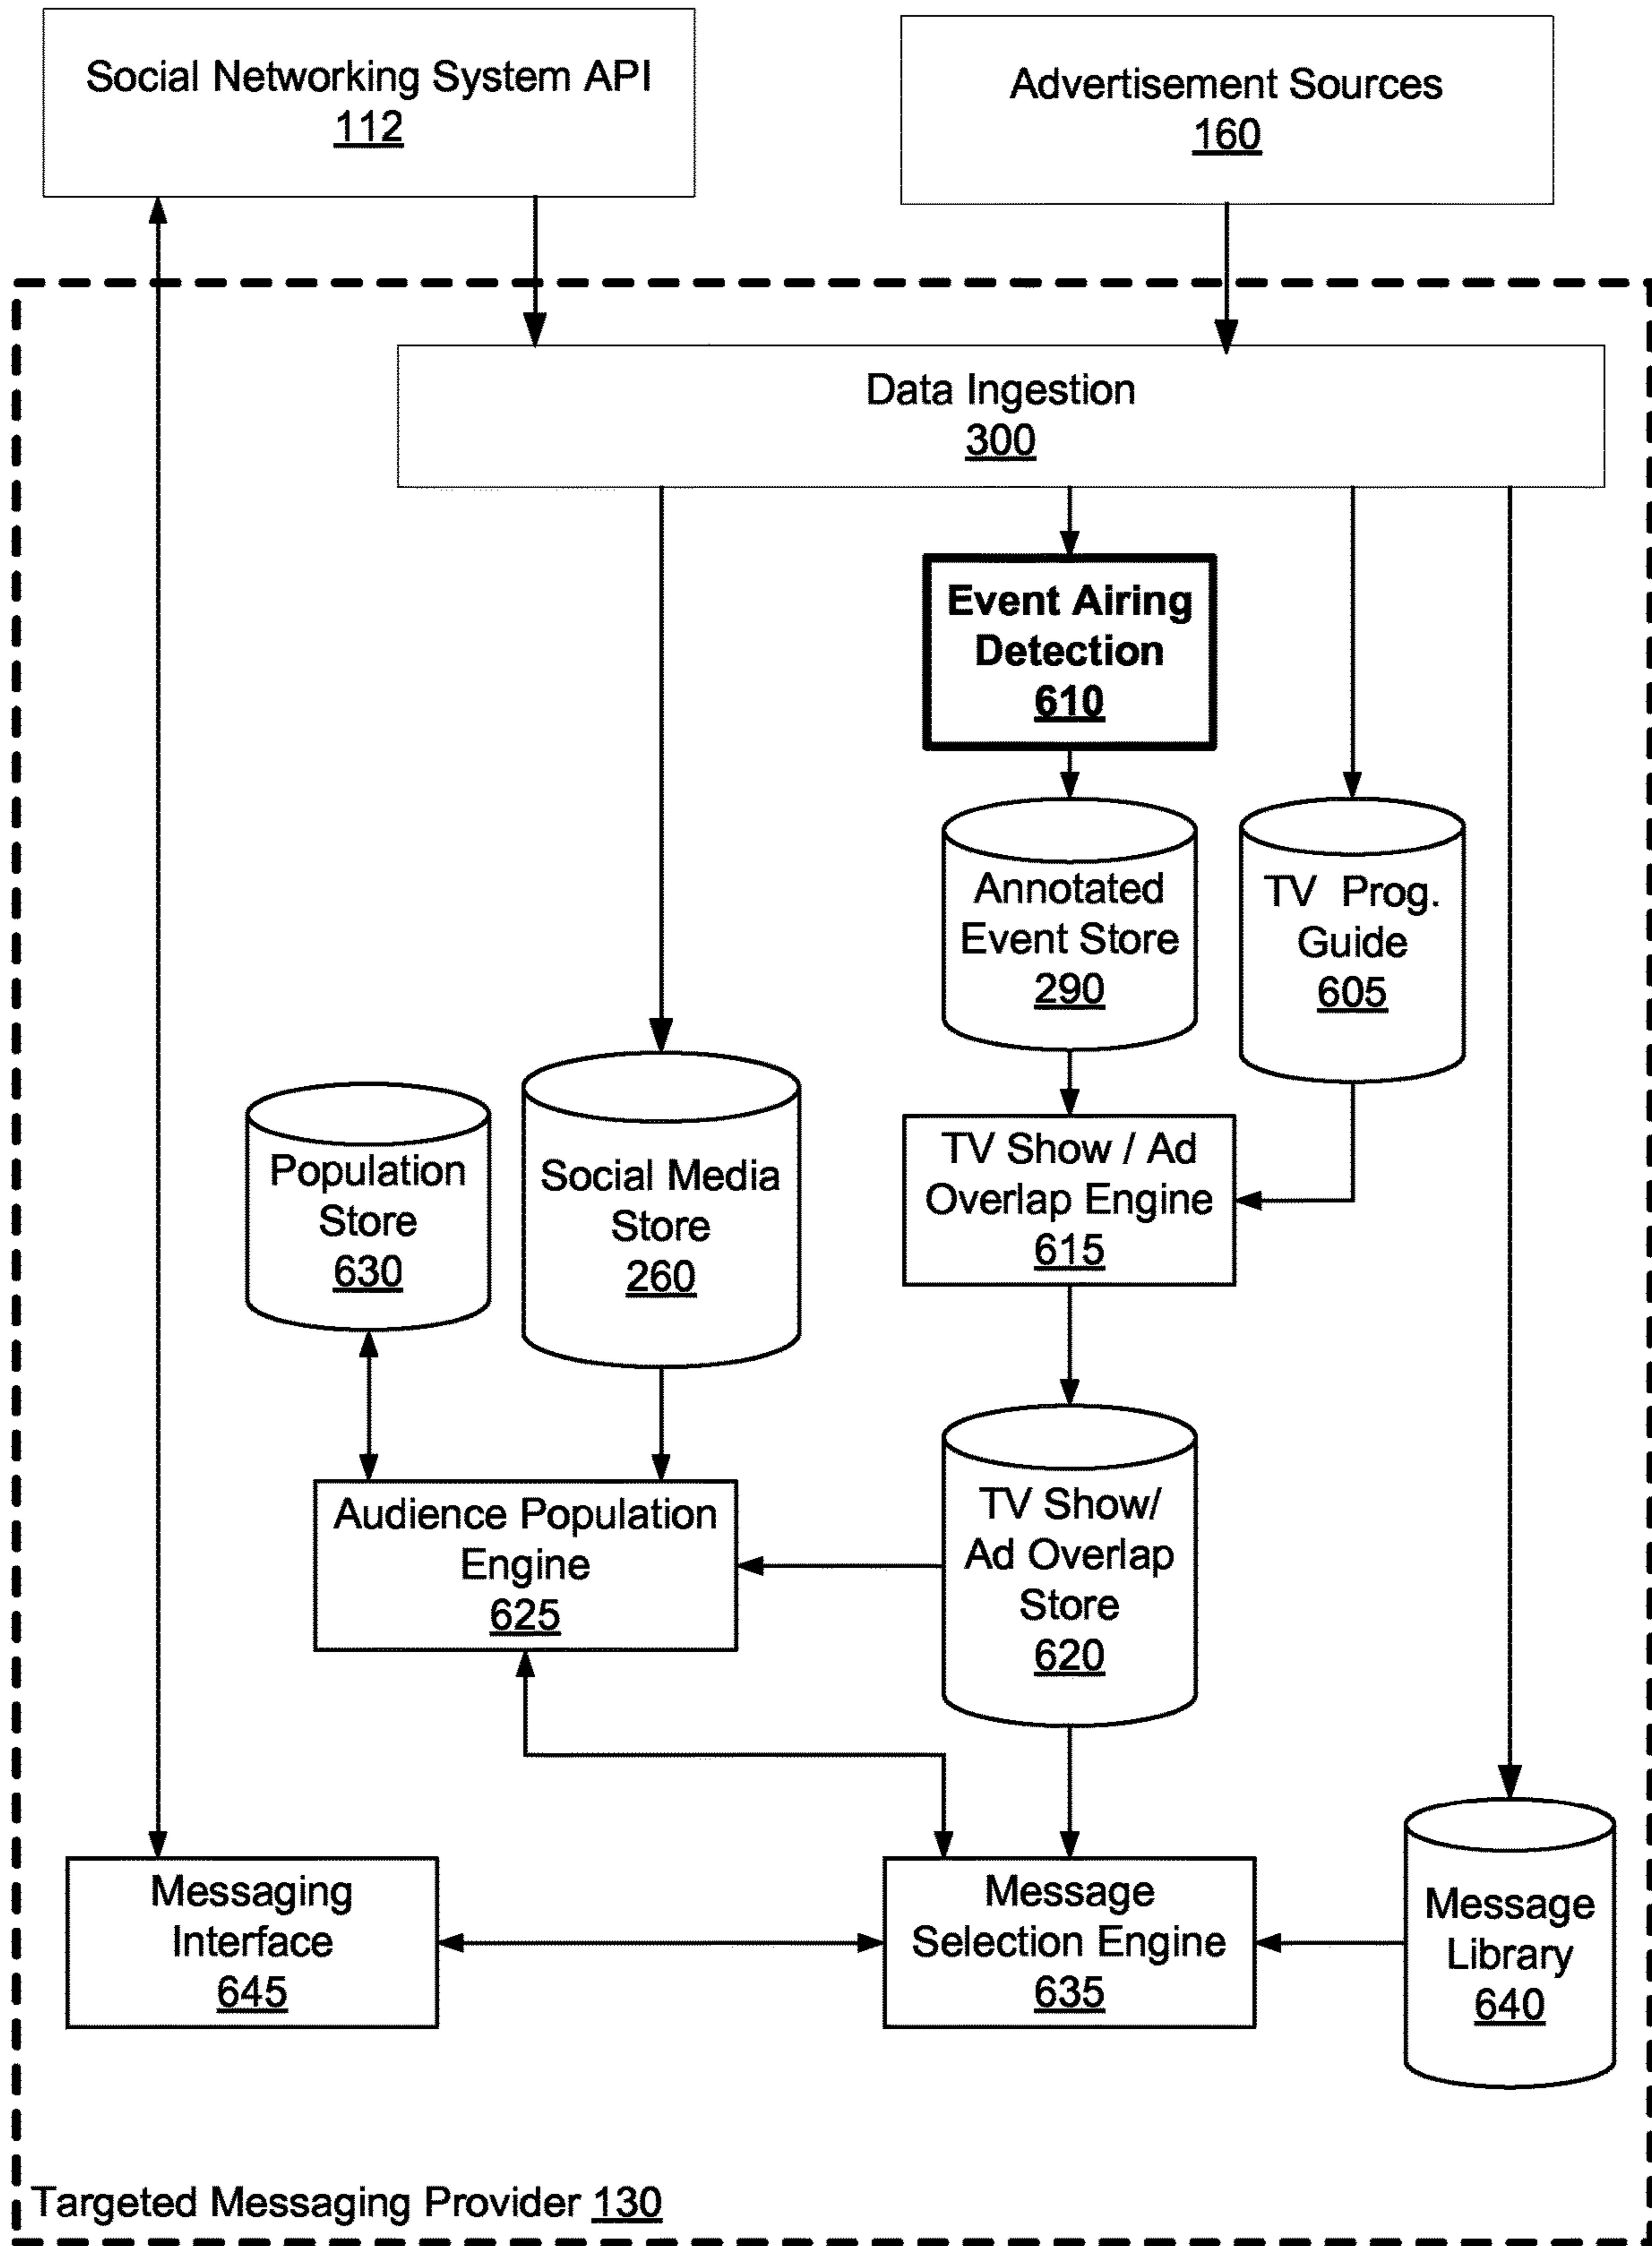 Social Networking System API
112
Advertisement Sources
160
Data Ingestion
300
Event Airing
Detection
610
Annotated
Event Store
290
TV Prog.
Guide
605
Population
Store
630
Social Media
Store
260
TV Show / Ad
Overlap Engine
615
Audience Population
Engine
625
TV Show/
Ad Overlap
Store
620
Messaging
Interface
645
Message
Selection Engine
635
Message
Library
640
Targeted Messaging Provider 130